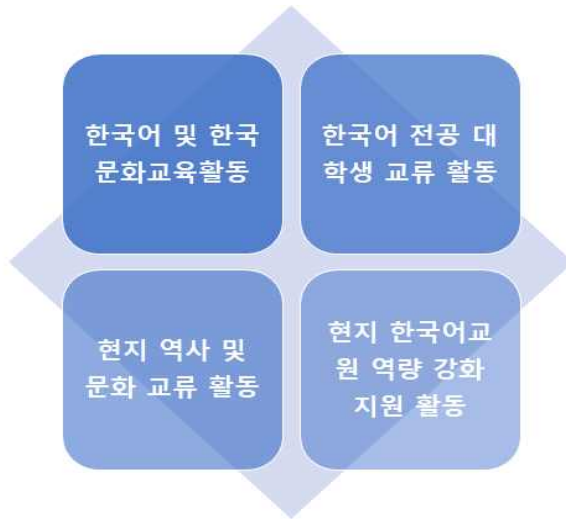 한국어 및 한국
문화교육활동
한국어 전공 대
학생 교류 활동
현지 역사 및
문화 교류 활동
현지 한국어교
원 역량 강화
지원 활동